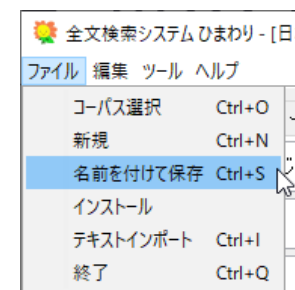 全文検索システム ひまわり - [日
ファイル 編集 ツール ヘルプ
コーパス選択 Ctrl+O
新規 Ctrl+N
名前を付けて保存 Ctrl+S
インストール
テキストインポート Ctrl+I
終了 Ctrl+Q